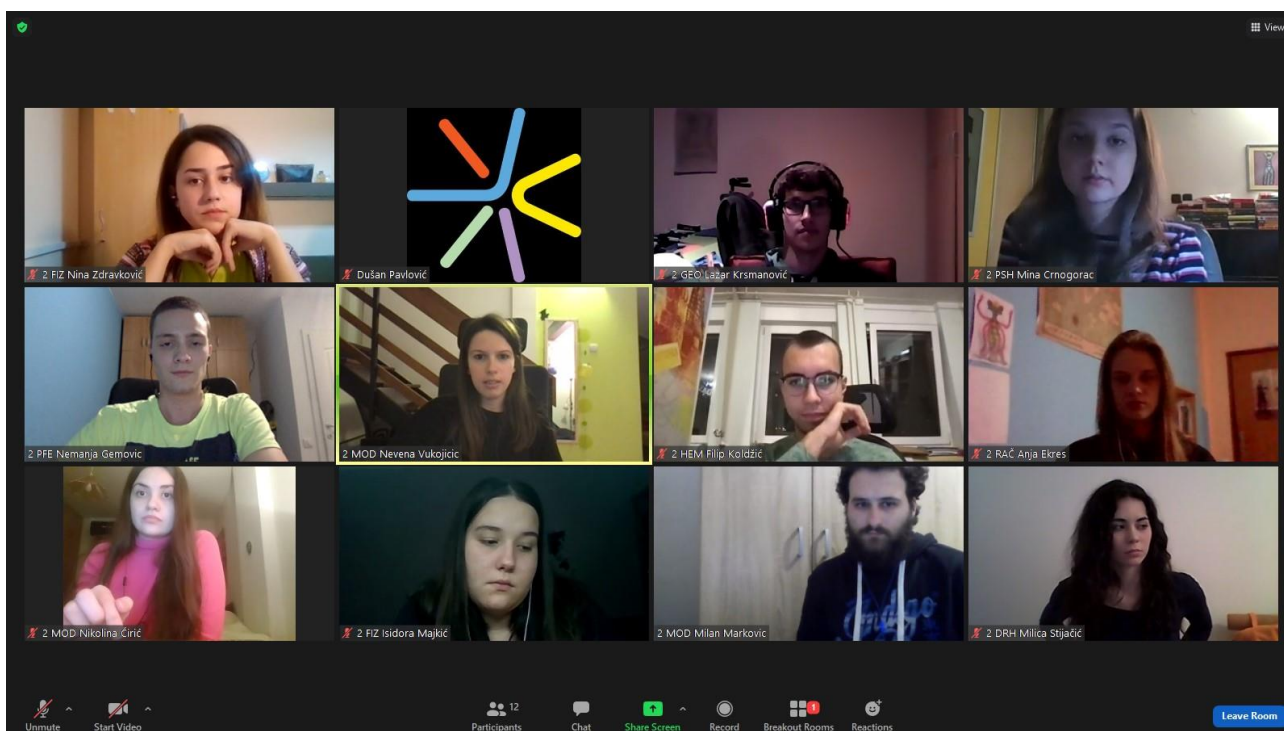 View
2 FIZ Nina Zdravković
Dušan Pavlović
2 GEO Lazar Krsmanović
2 PSH Mina Crnogorac
2 PFE Nemanja Gemovic
2 MOD Nevena Vukojicic
2 HEM Filip Koldžić
2 RAČ Anja Ekres
2 MOD Nikolina Ćirić
2 FIZ Isidora Majkić
2 MOD Milan Markovic
2 DRH Milica Stijačić
Indigo
Unmute
Start Video
12
Participants
Chat
Share Screen
Record
1
Breakout Rooms
Reactions
Leave Room